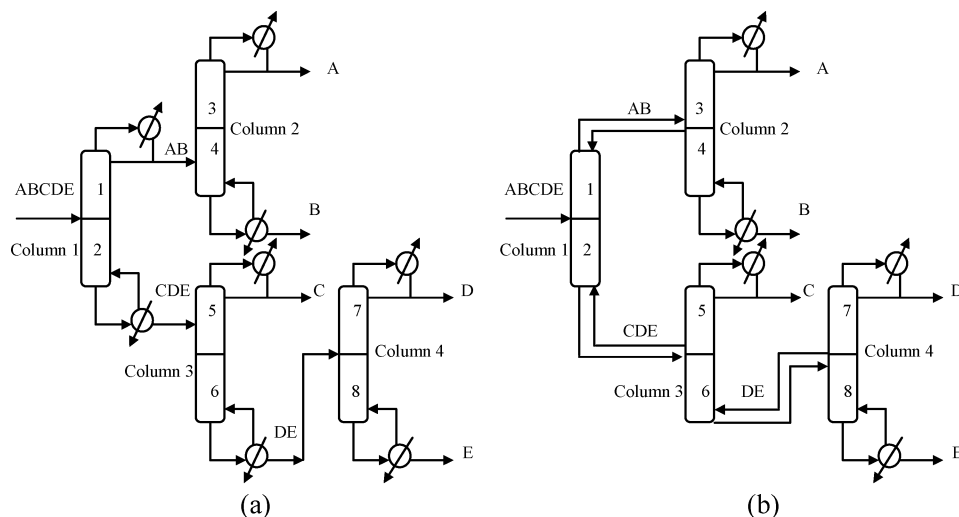 A
3
Column 2
AB
4
ABCDE
1
Column 1
2
B
CDE
5
C
7
D
Column 3
6
Column 4
8
DE
E
(a)
A
3
AB
Column 2
4
ABCDE
1
Column 1
2
B
5
C
7
D
CDE
Column 4
Column 3
6
DE
8
E
(b)